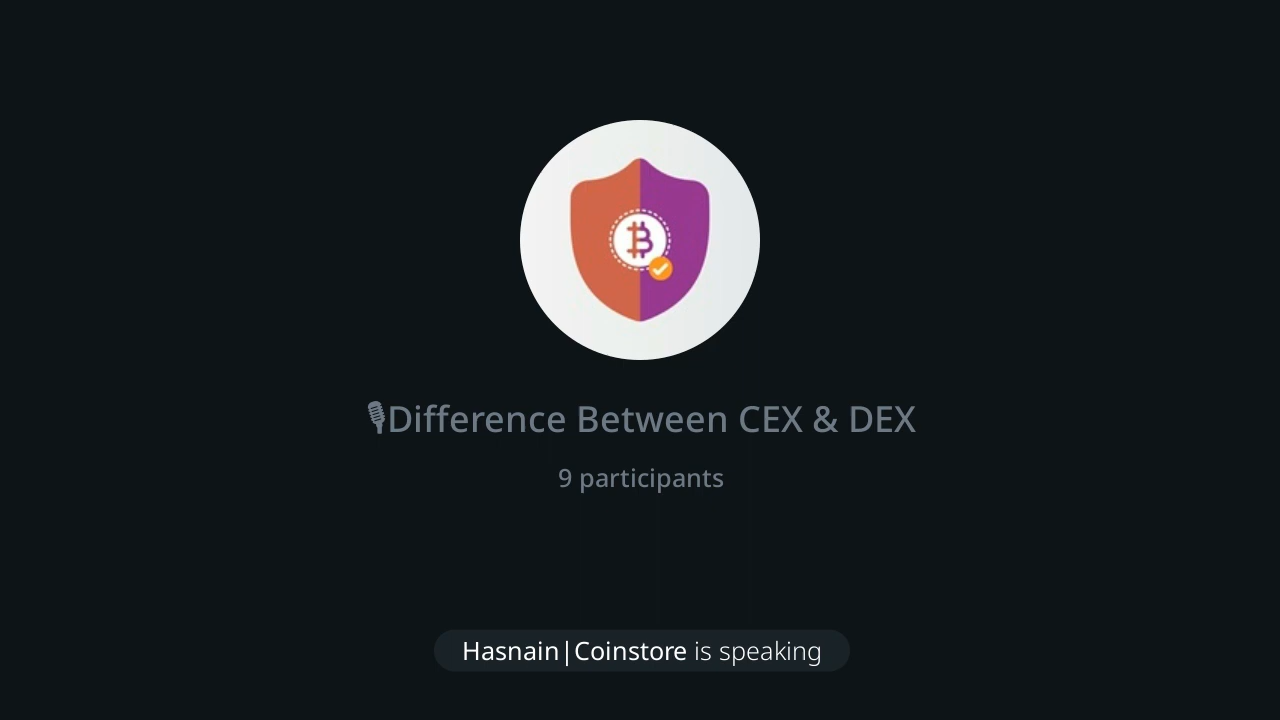 🎙Difference Between CEX & DEX
9 participants
Hasnain|Coinstore is speaking